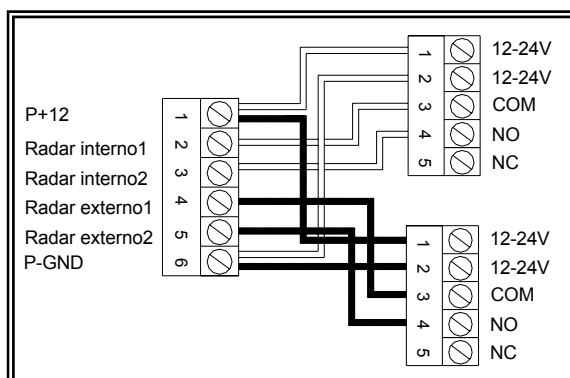 P+12 1
Radar interno1 2
Radar interno2 3
Radar externo1 4
Radar externo2 5
P-GND 6
1 12-24V
2 12-24V
3 COM
4 NO
5 NC
1 12-24V
2 12-24V
3 COM
4 NO
5 NC